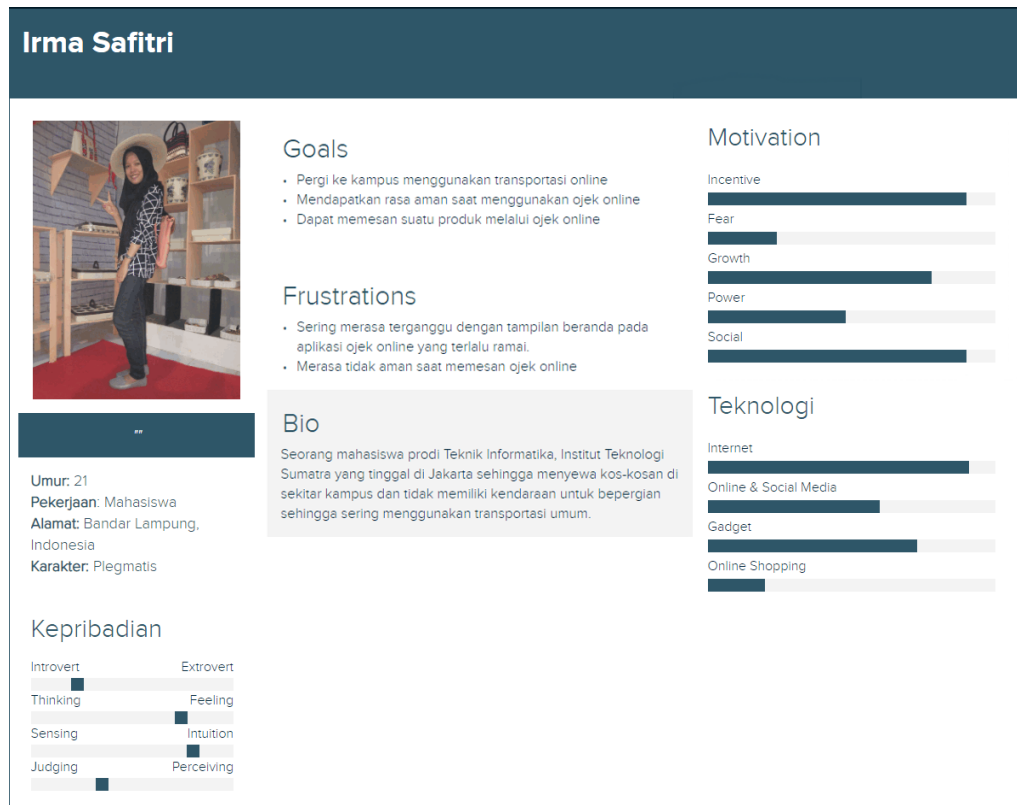 Irma Safitri
""
Umur: 21
Pekerjaan: Mahasiswa
Alamat: Bandar Lampung,
Indonesia
Karakter: Plegmatis
Kepribadian
Introvert Extrovert
Thinking Feeling
Sensing Intuition
Judging Perceiving
Goals
• Pergi ke kampus menggunakan transportasi online
• Mendapatkan rasa aman saat menggunakan ojek online
• Dapat memesan suatu produk melalui ojek online
Frustrations
• Sering merasa terganggu dengan tampilan beranda pada
aplikasi ojek online yang terlalu ramai.
• Merasa tidak aman saat memesan ojek online
Bio
Seorang mahasiswa prodi Teknik Informatika, Institut Teknologi
Sumatra yang tinggal di Jakarta sehingga menyewa kos-kosan di
sekitar kampus dan tidak memiliki kendaraan untuk bepergian
sehingga sering menggunakan transportasi umum.
Motivation
Incentive
Fear
Growth
Power
Social
Teknologi
Internet
Online & Social Media
Gadget
Online Shopping